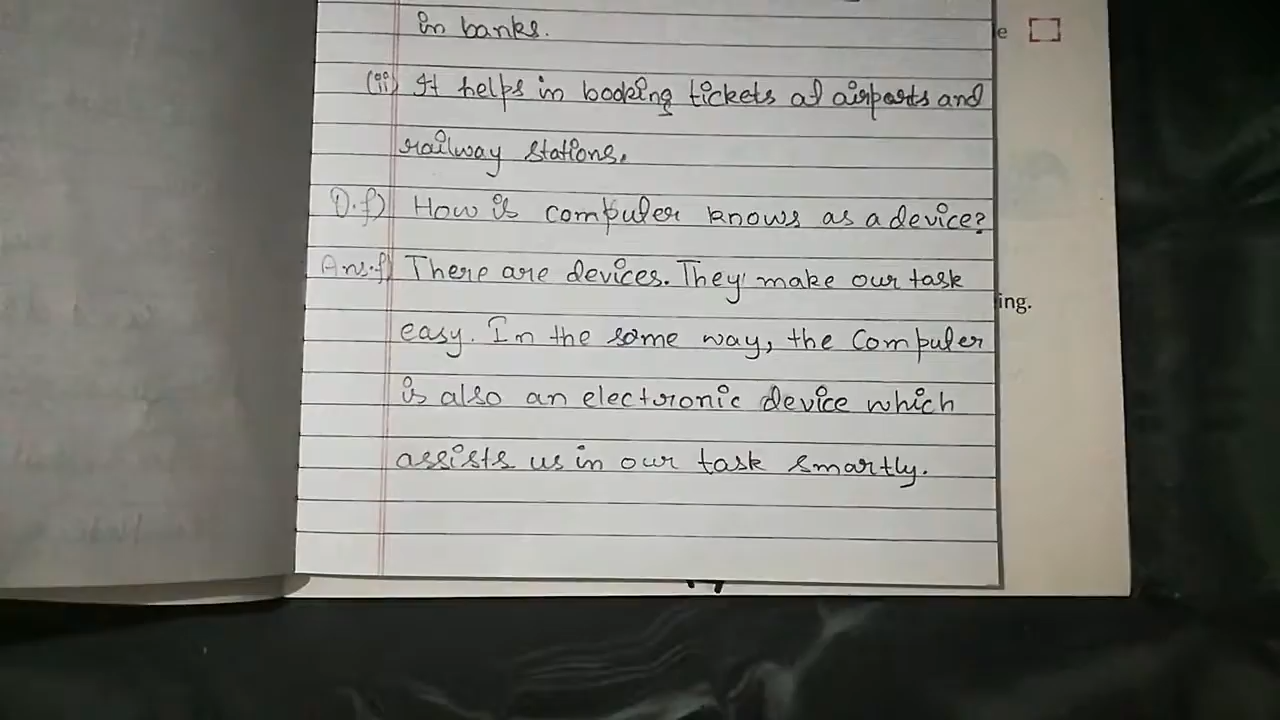 in banks.
e
(ii) It helps in booking tickets at airports and
railway stations.
Q.f) How is computer knows as a device?
Ans.f) There are devices. They make our task
ing.
easy. In the same way, the Computer
is also an electronic device which
assists us in our task smartly.